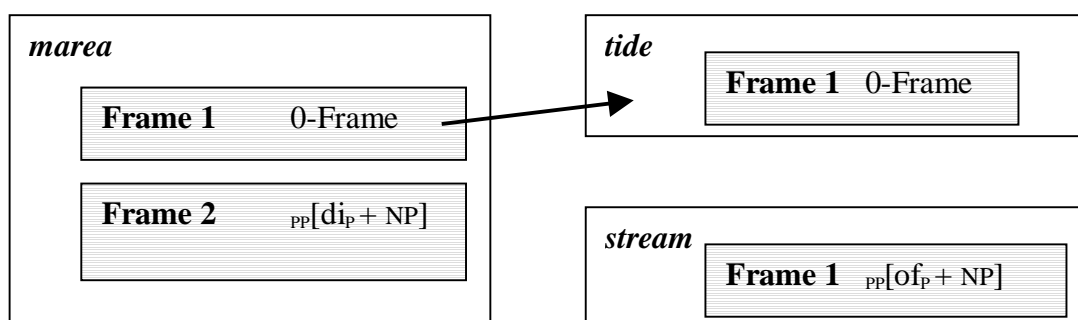 marea
Frame 1 0-Frame
Frame 2 PP[diP + NP]
tide
Frame 1 0-Frame
stream
Frame 1 PP[ofP + NP]